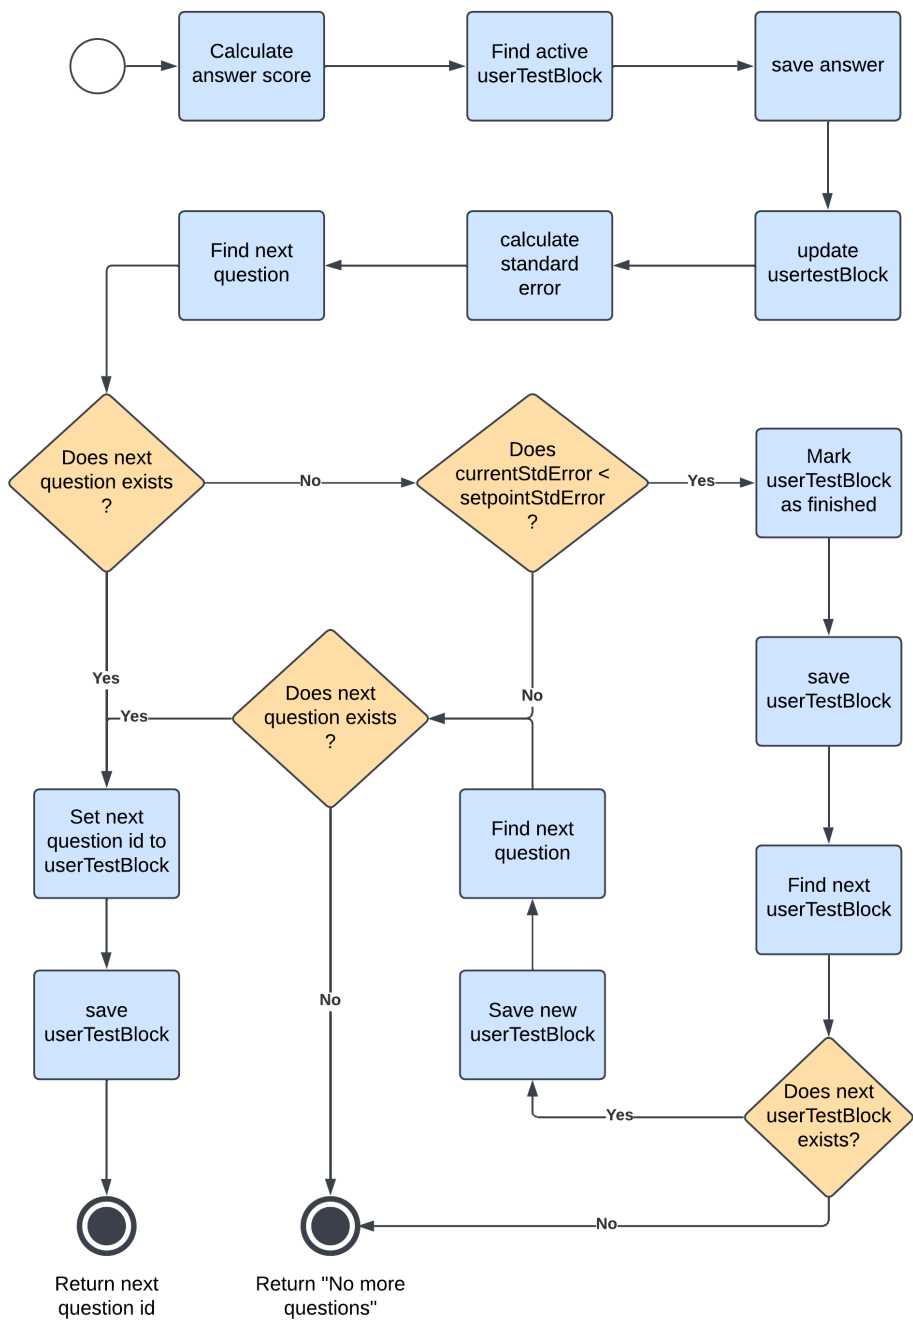 Calculate
answer score
Find active
userTestBlock
save answer
Find next
question
calculate
standard
error
update
usertestBlock
Does next
question exists
?
No
Does
currentStdError <
setpointStdError
?
Yes
Mark
userTestBlock
as finished
Yes
Yes
Does next
question exists
?
No
save
userTestBlock
Set next
question id to
userTestBlock
Find next
question
Find next
userTestBlock
save
userTestBlock
No
Save new
userTestBlock
Yes
Does next
userTestBlock
exists?
No
Return next
question id
Return "No more
questions"